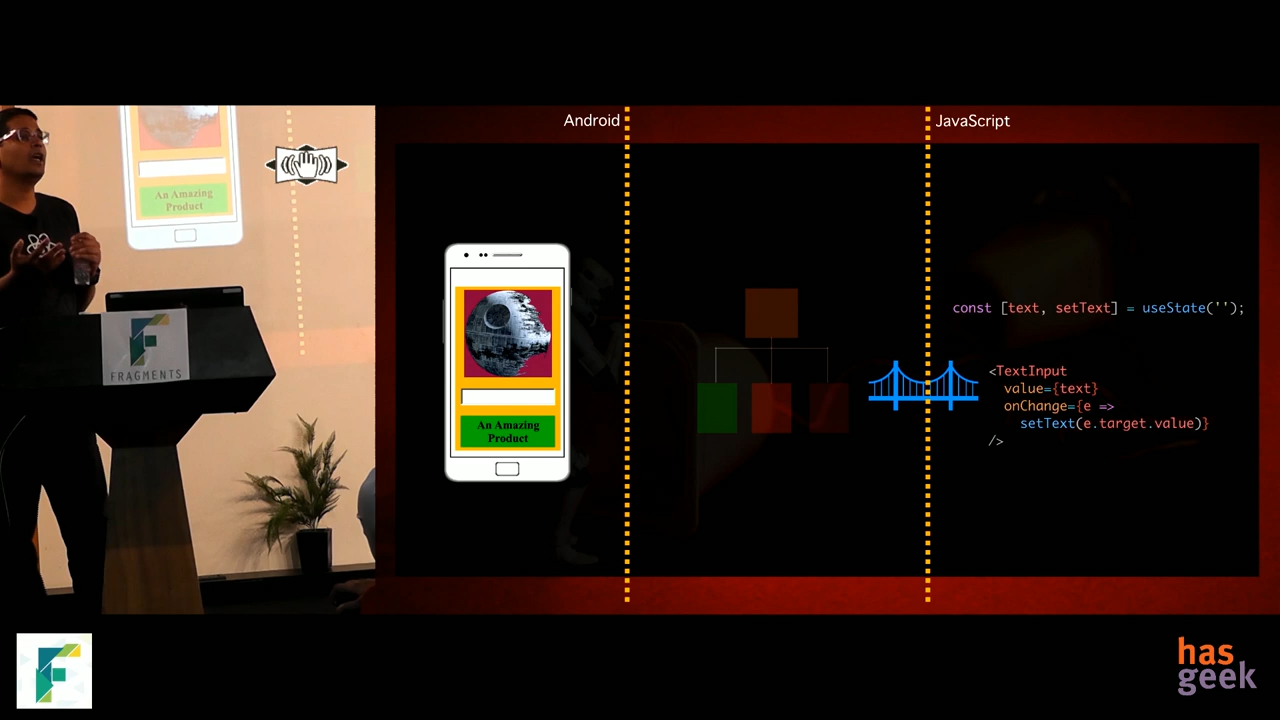 An Amazing
Product
FRAGMENTS
Android
JavaScript
An Amazing
Product
const [text, setText] = useState('');
<TextInput
value={text}
onChange={e =>
setText(e.target.value)}
/>
has
geek